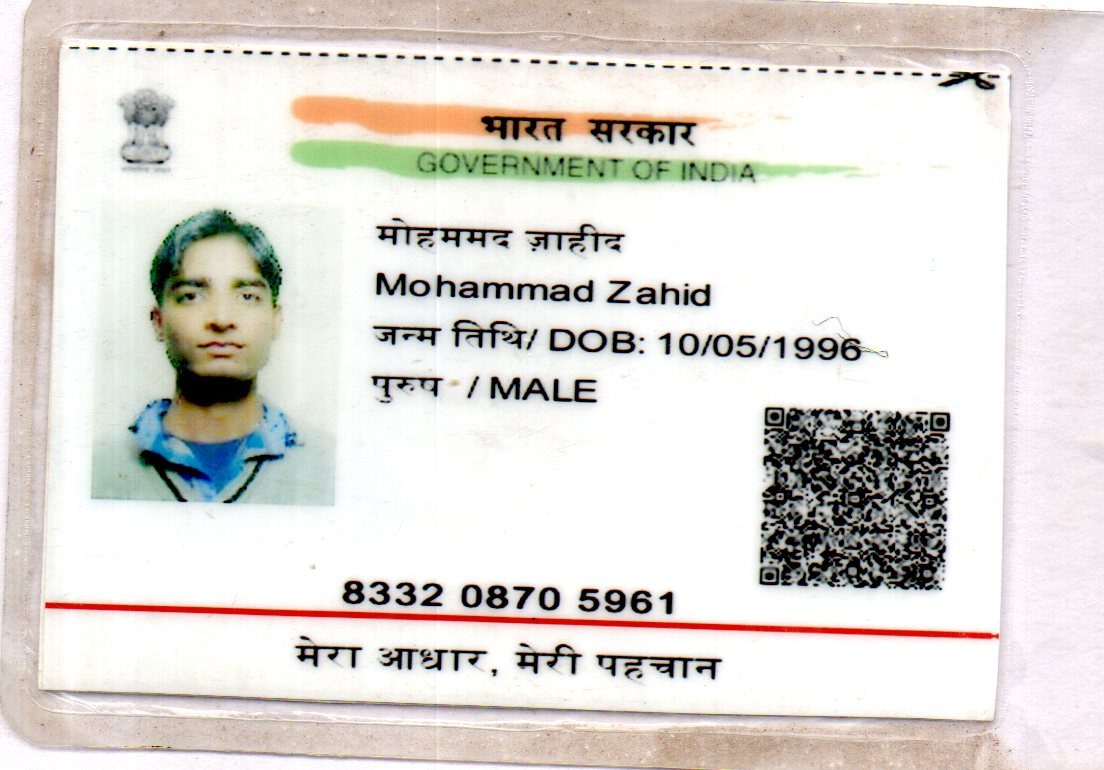 भारत सरकार
GOVERNMENT OF INDIA
मोहममद ज़ाहीद
Mohammad Zahid
जन्म तिथि/ DOB: 10/05/1996
पुरुष / MALE
8332 0870 5961
मेरा आधार, मेरी पहचान